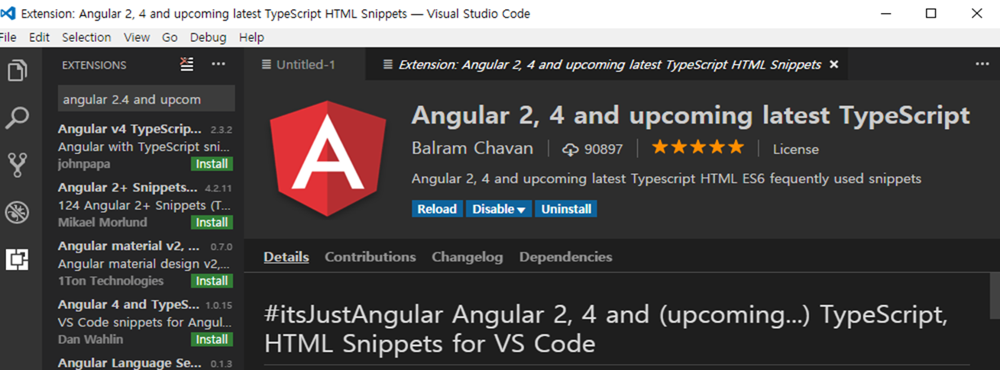 Extension: Angular 2, 4 and upcoming latest TypeScript HTML Snippets — Visual Studio Code
File Edit Selection View Go Debug Help
EXTENSIONS
angular 2.4 and upcom
Angular v4 TypeScrip... 2.3.2
Angular with TypeScript sni...
johnpapa Install
Angular 2+ Snippets... 4.2.11
124 Angular 2+ Snippets (T...
Mikael Morlund Install
Angular material v2, ... 0.7.0
Angular material design v2,...
1Ton Technologies Install
Angular 4 and TypeS... 1.0.15
VS Code snippets for Angul...
Dan Wahlin Install
Angular Language Se... 0.1.3
Untitled-1 Extension: Angular 2, 4 and upcoming latest TypeScript HTML Snippets
Angular 2, 4 and upcoming latest TypeScript
Balram Chavan 90897 License
Angular 2, 4 and upcoming latest Typescript HTML ES6 fequently used snippets
Reload Disable Uninstall
Details Contributions Changelog Dependencies
#itsJustAngular Angular 2, 4 and (upcoming...) TypeScript,
HTML Snippets for VS Code